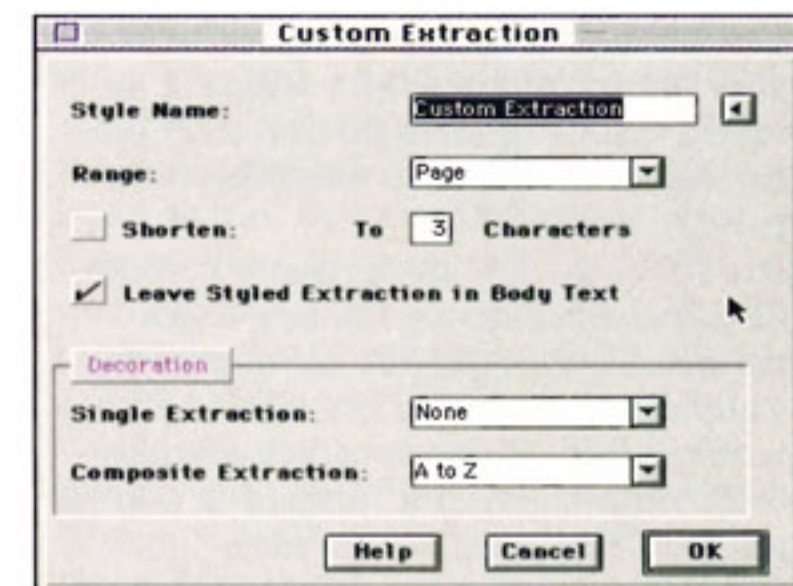 Custom Extraction
Style Name: Custom Extraction
Range: Page
Shorten: To 3 Characters
Leave Styled Extraction in Body Text
Decoration
Single Extraction: None
Composite Extraction: A to Z
Help Cancel OK